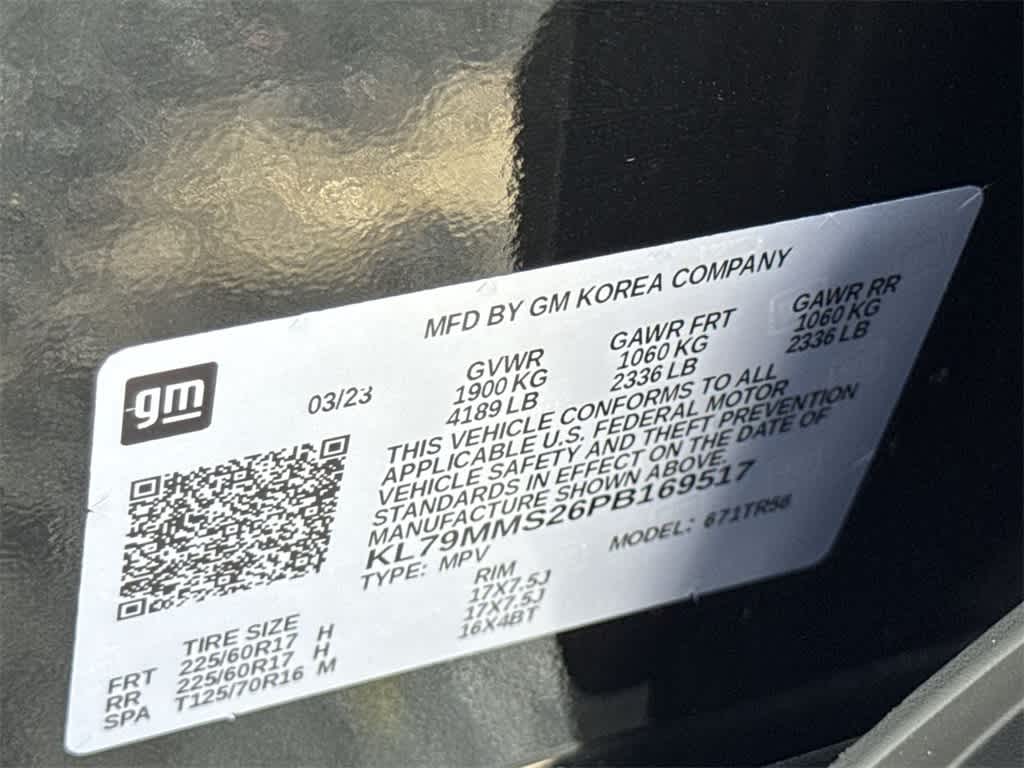 MFD BY GM KOREA COMPANY
gm
03/23
GVWR GAWR FRT GAWR RR
1900 KG 1060 KG 1060 KG
4189 LB 2336 LB 2336 LB
THIS VEHICLE CONFORMS TO ALL
APPLICABLE U.S. FEDERAL MOTOR
VEHICLE SAFETY AND THEFT PREVENTION
STANDARDS IN EFFECT ON THE DATE OF
MANUFACTURE SHOWN ABOVE.
KL79MMS26PB169517
TYPE: MPV MODEL: 671TR56
TIRE SIZE RIM
FRT 225/60R17 H 17X7.5J
RR 225/60R17 H 17X7.5J
SPA T125/70R16 M 16X4BT